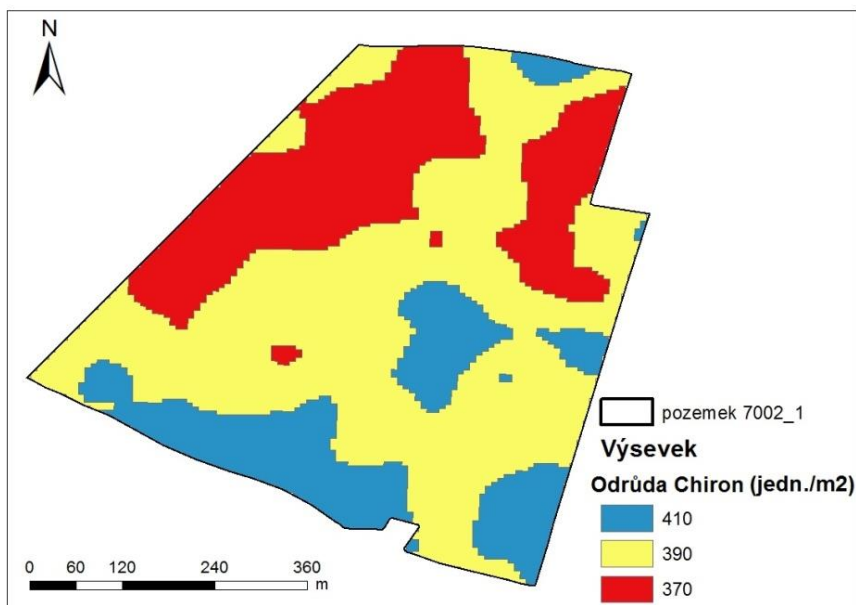 N
pozemek 7002_1
Výsevek
Odrůda Chiron (jedn./m2)
410
390
370
0 60 120 240 360
m